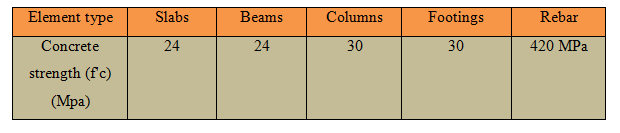 Element type Slabs Beams Columns Footings Rebar
Concrete 24 24 30 30 420 MPa
strength (f'c)
(Mpa)